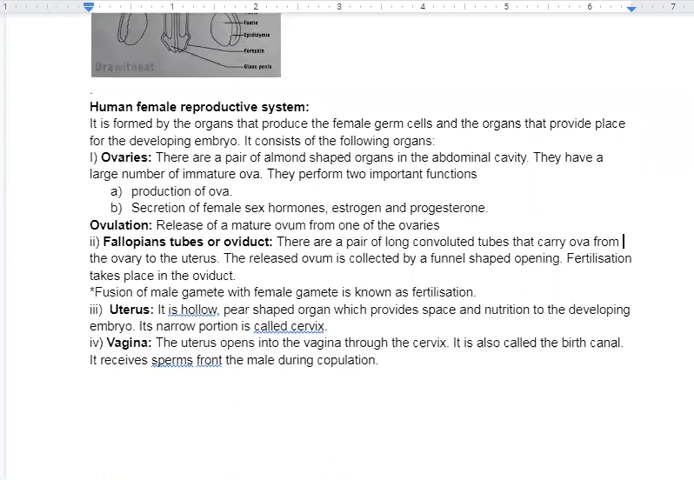 1 1 2 3 4 5 6 7
Testis
Epididymis
Foreskin
Glans penis
Drawitneat
.
Human female reproductive system:
It is formed by the organs that produce the female germ cells and the organs that provide place
for the developing embryo. It consists of the following organs:
I) Ovaries: There are a pair of almond shaped organs in the abdominal cavity. They have a
large number of immature ova. They perform two important functions
a) production of ova.
b) Secretion of female sex hormones, estrogen and progesterone.
Ovulation: Release of a mature ovum from one of the ovaries
ii) Fallopians tubes or oviduct: There are a pair of long convoluted tubes that carry ova from
the ovary to the uterus. The released ovum is collected by a funnel shaped opening. Fertilisation
takes place in the oviduct.
*Fusion of male gamete with female gamete is known as fertilisation.
iii) Uterus: It is hollow, pear shaped organ which provides space and nutrition to the developing
embryo. Its narrow portion is called cervix.
iv) Vagina: The uterus opens into the vagina through the cervix. It is also called the birth canal.
It receives sperms front the male during copulation.